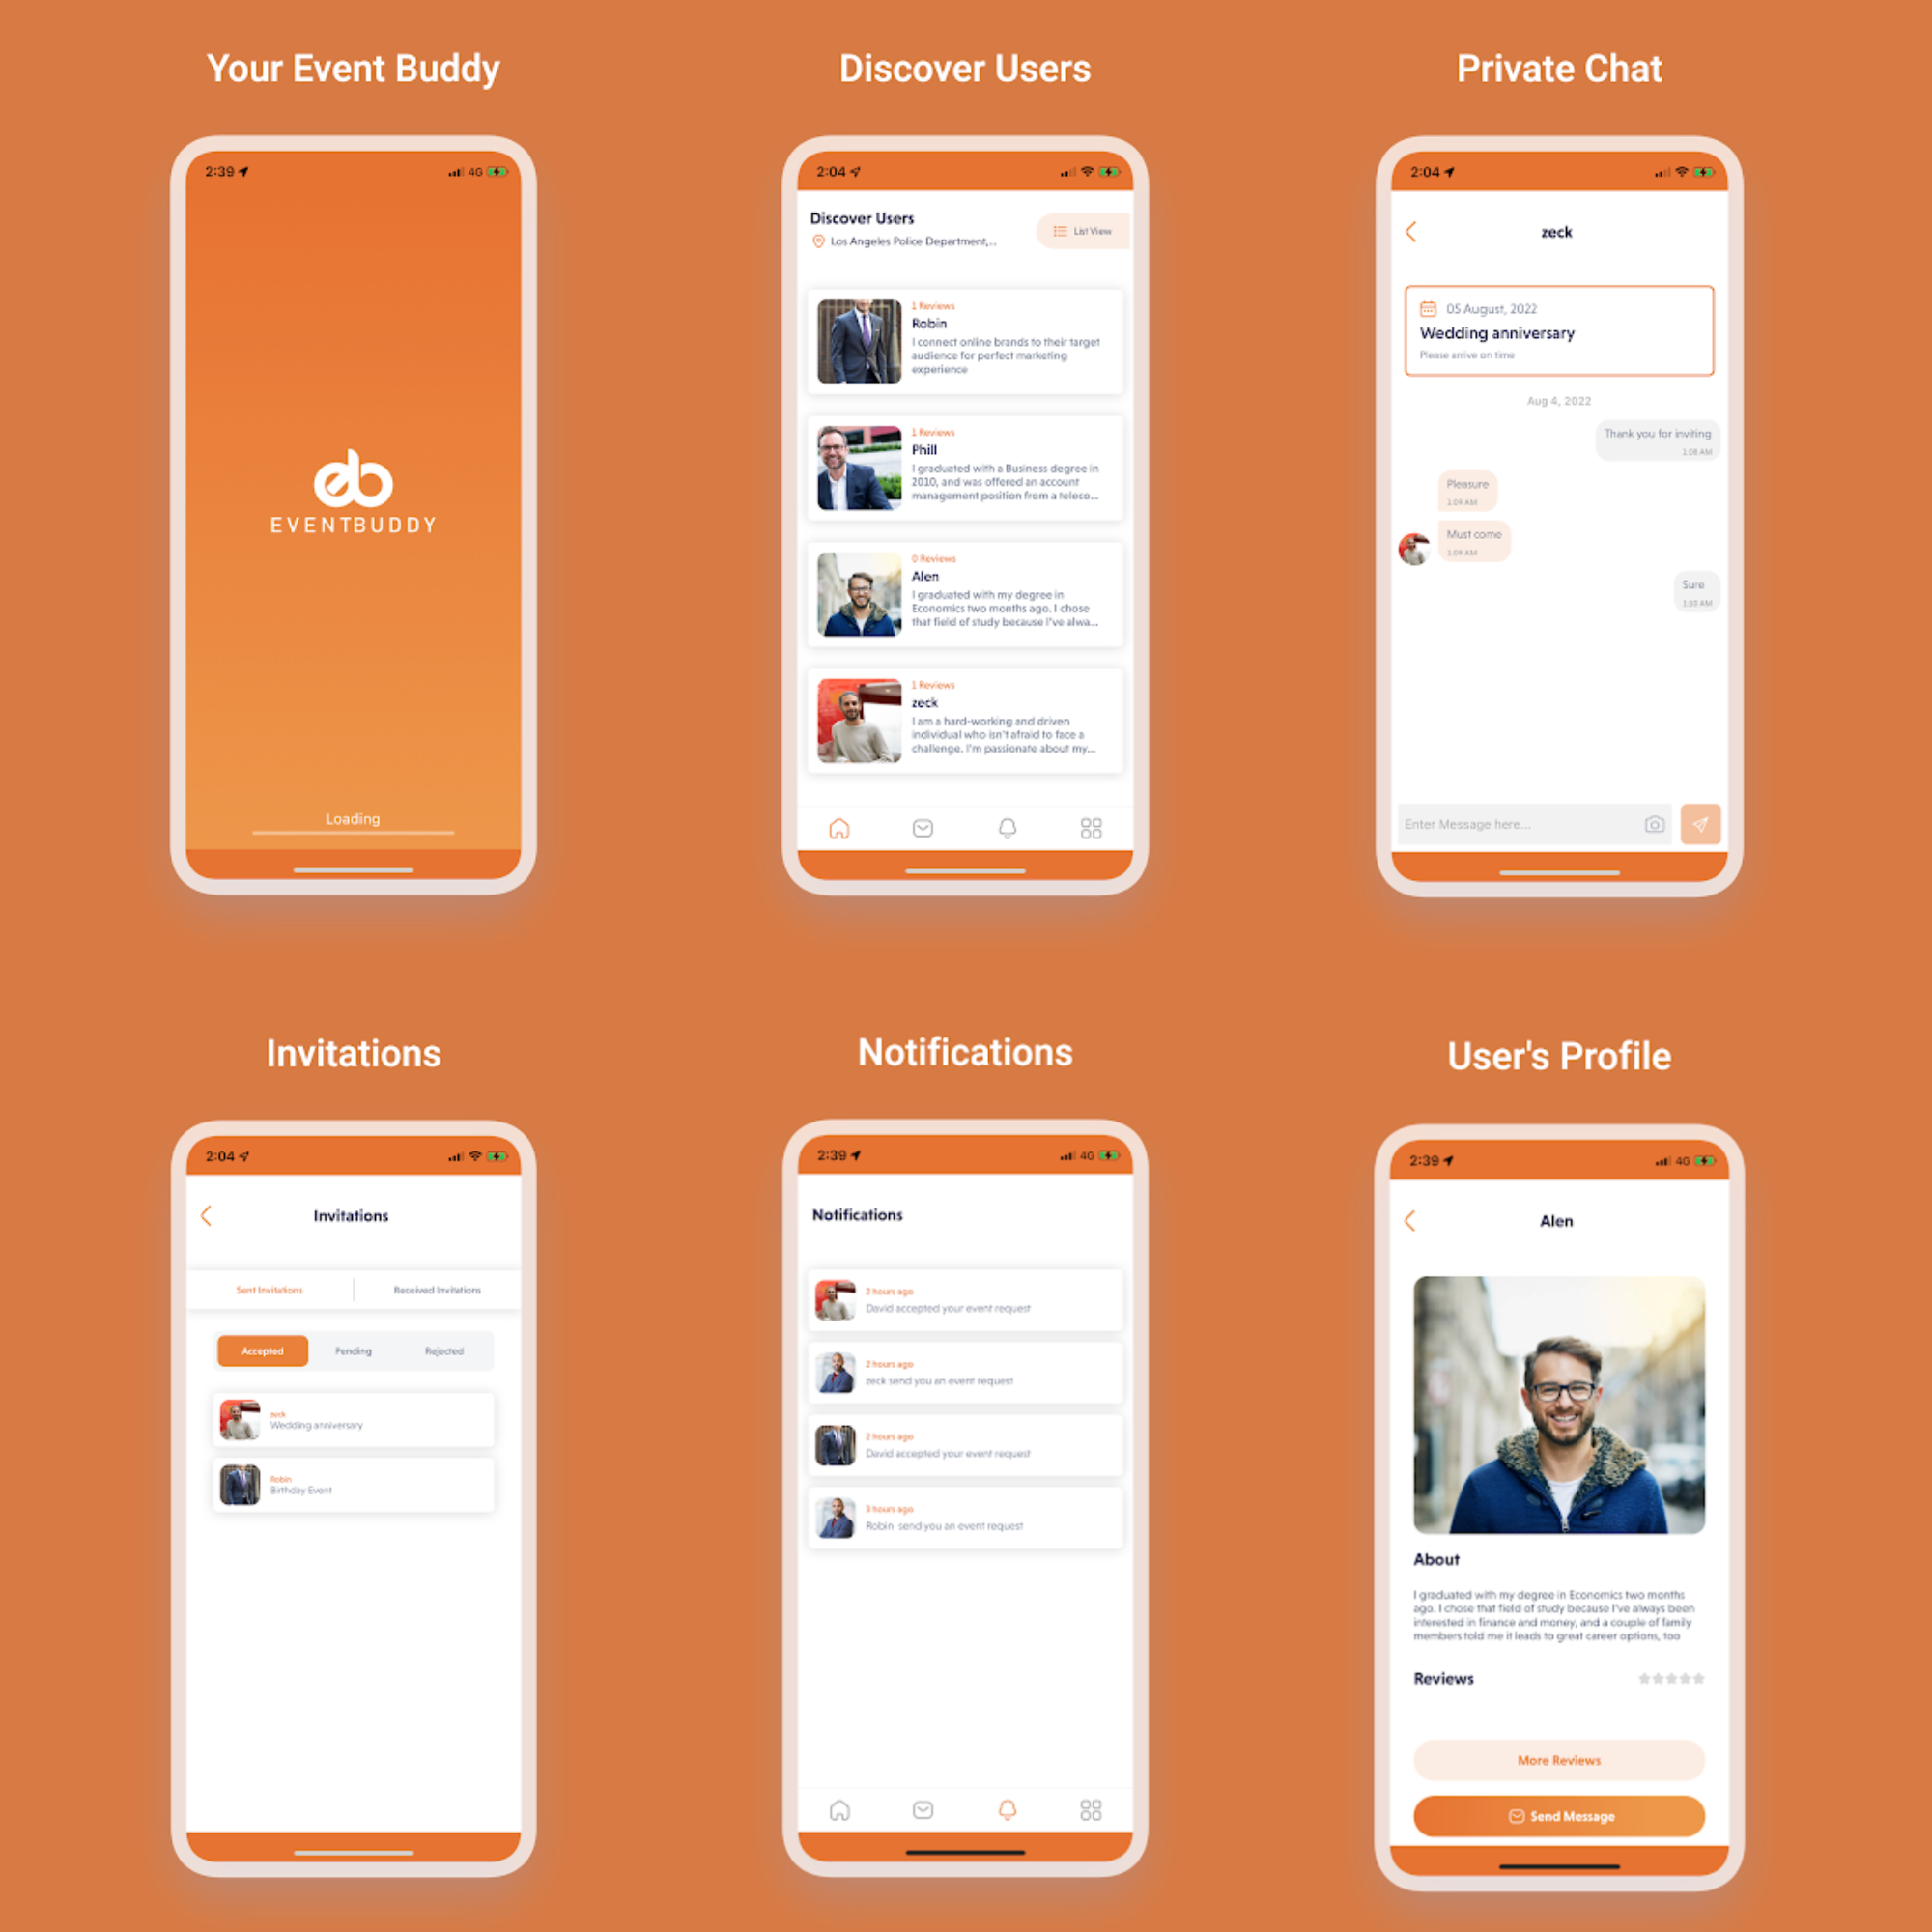 Your Event Buddy
2:39
4G
EVENTBUDDY
Loading
Discover Users
2:04
Discover Users
Los Angeles Police Department,...
List View
1 Reviews
Robin
I connect online brands to their target
audience for perfect marketing
experience
1 Reviews
Phill
I graduated with a Business degree in
2010, and was offered an account
management position from a teleco...
0 Reviews
Alen
I graduated with my degree in
Economics two months ago. I chose
that field of study because I've alwa...
1 Reviews
zeck
I am a hard-working and driven
individual who isn't afraid to face a
challenge. I'm passionate about my...
Private Chat
2:04
zeck
05 August, 2022
Wedding anniversary
Please arrive on time
Aug 4, 2022
Thank you for inviting
1:08 AM
Pleasure
1:09 AM
Must come
1:09 AM
Sure
1:10 AM
Enter Message here...
Invitations
2:04
Invitations
Sent Invitations
Received Invitations
Accepted
Pending
Rejected
zeck
Wedding anniversary
Robin
Birthday Event
Notifications
2:39
4G
Notifications
2 hours ago
David accepted your event request
2 hours ago
zeck send you an event request
2 hours ago
David accepted your event request
3 hours ago
Robin send you an event request
User's Profile
2:39
4G
Alen
About
I graduated with my degree in Economics two months
ago. I chose that field of study because I've always been
interested in finance and money, and a couple of family
members told me it leads to great career options, too
Reviews
More Reviews
Send Message